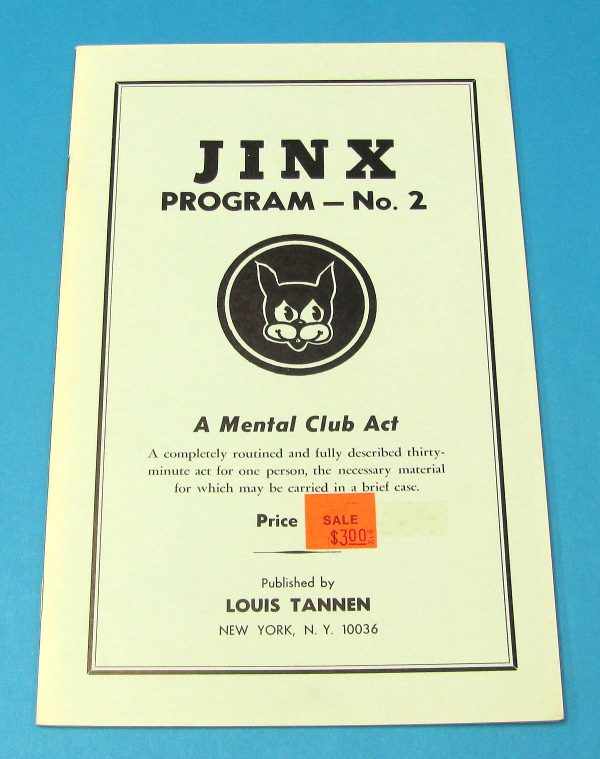 JINX
PROGRAM — No. 2
A Mental Club Act
A completely routined and fully described thirty-
minute act for one person, the necessary material
for which may be carried in a brief case.
Price SALE
$3.00
Published by
LOUIS TANNEN
NEW YORK, N. Y. 10036